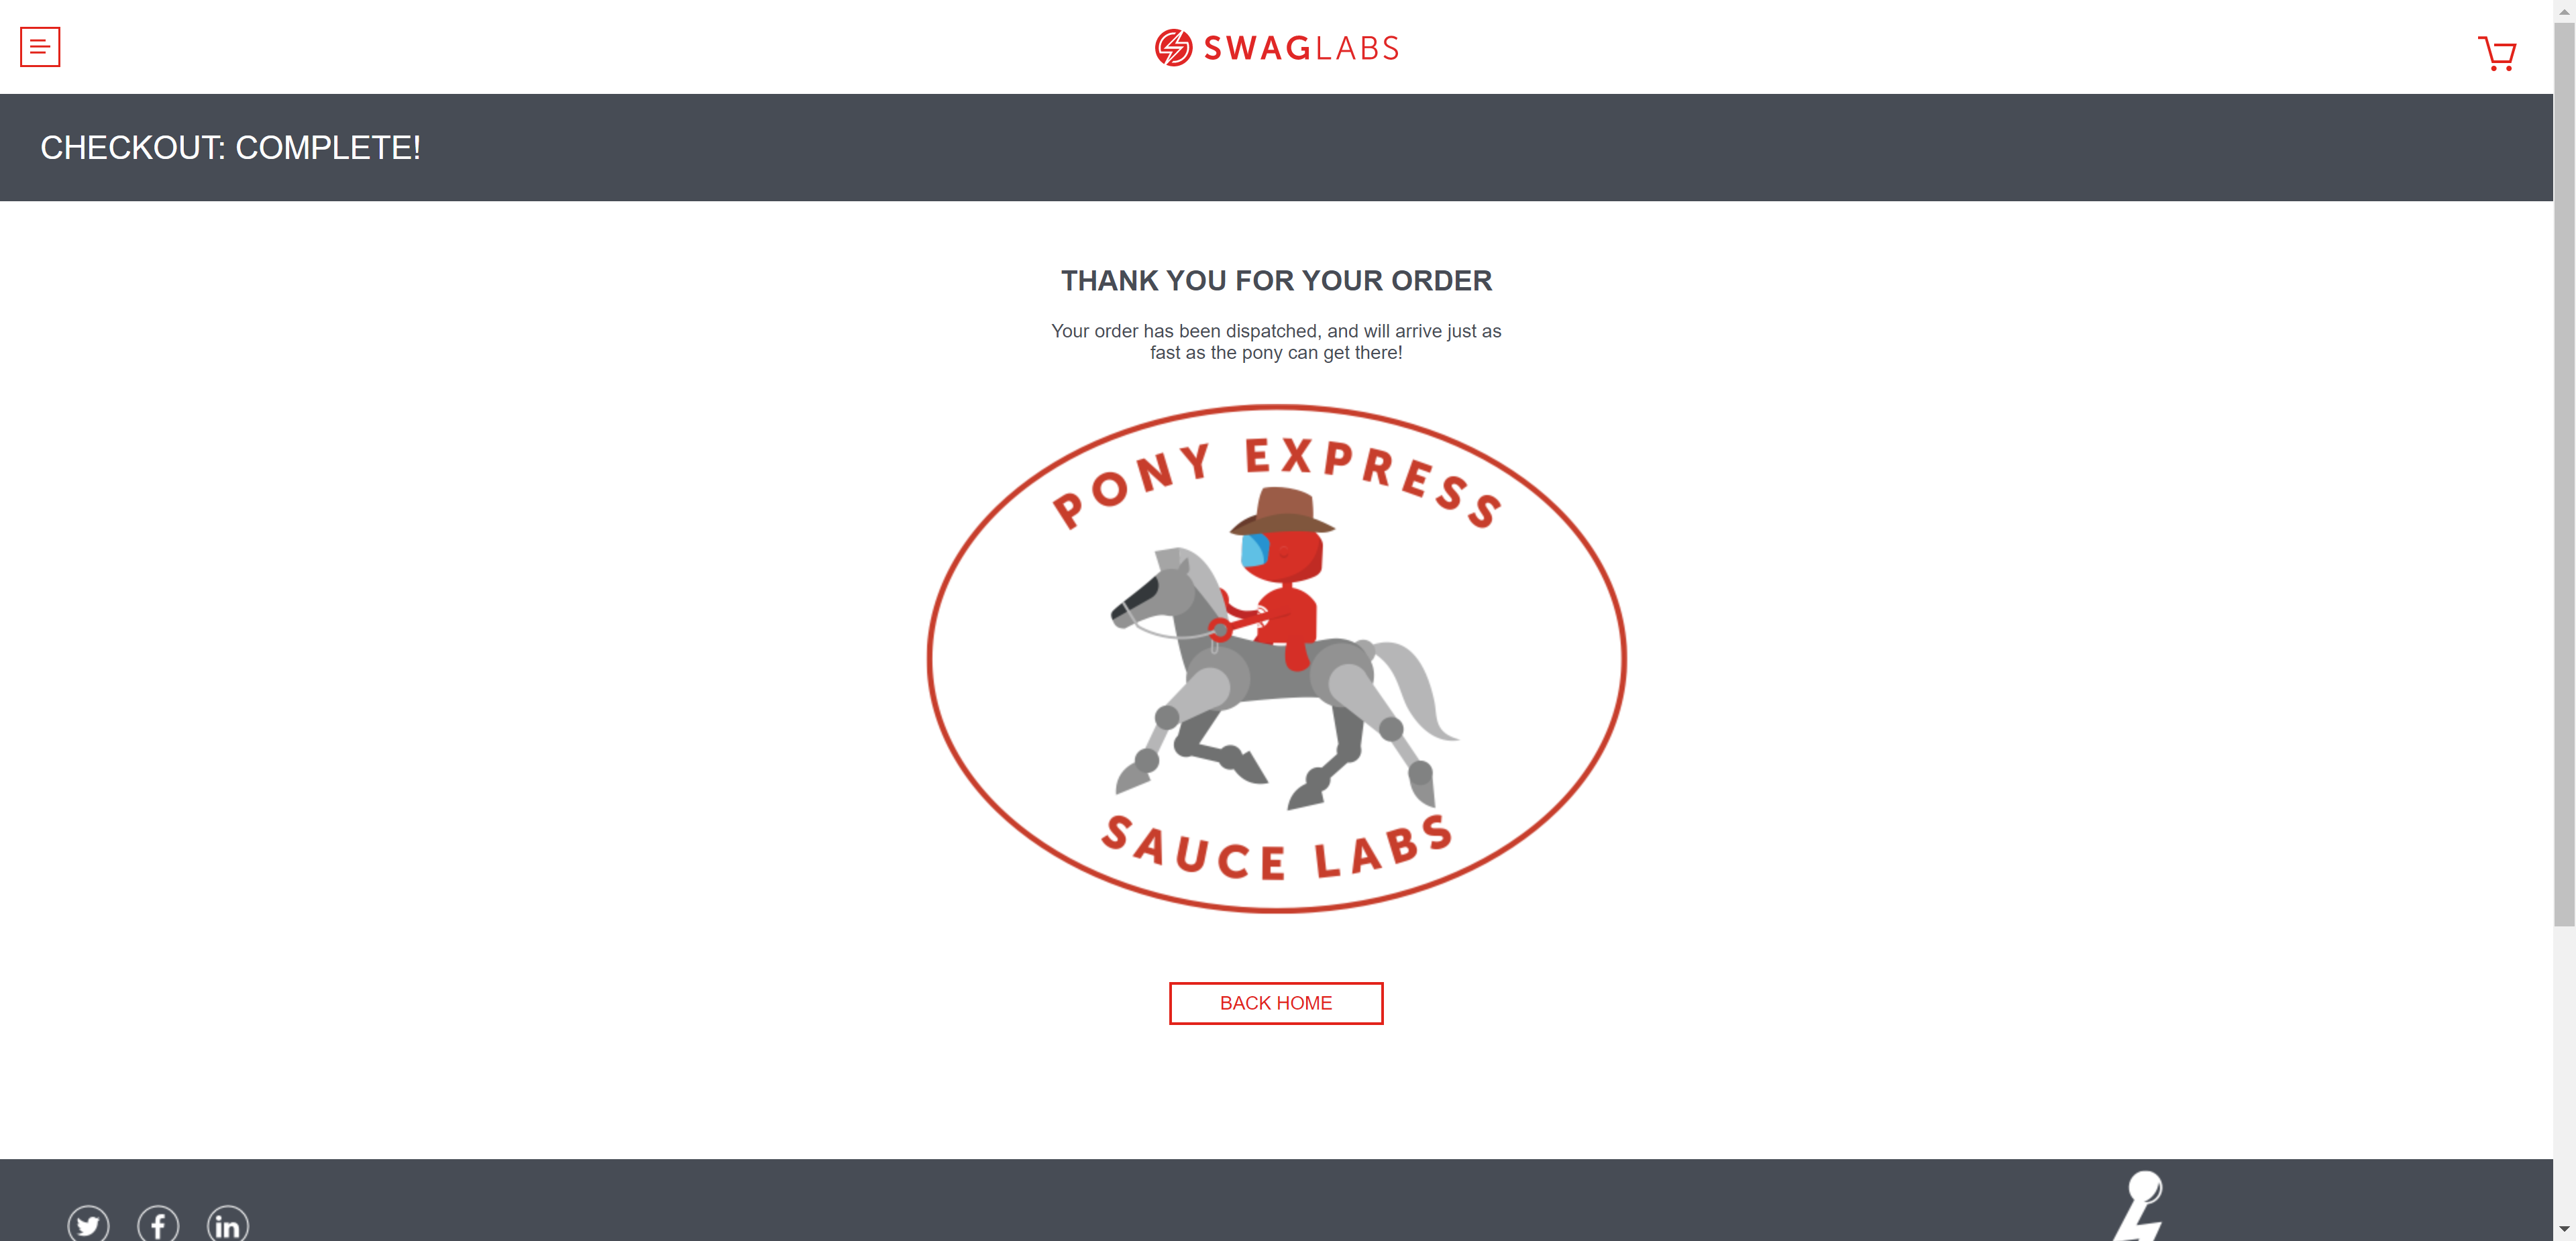 SWAGLABS
CHECKOUT: COMPLETE!
THANK YOU FOR YOUR ORDER
Your order has been dispatched, and will arrive just as
fast as the pony can get there!
PONY EXPRESS
SAUCE LABS
BACK HOME
in